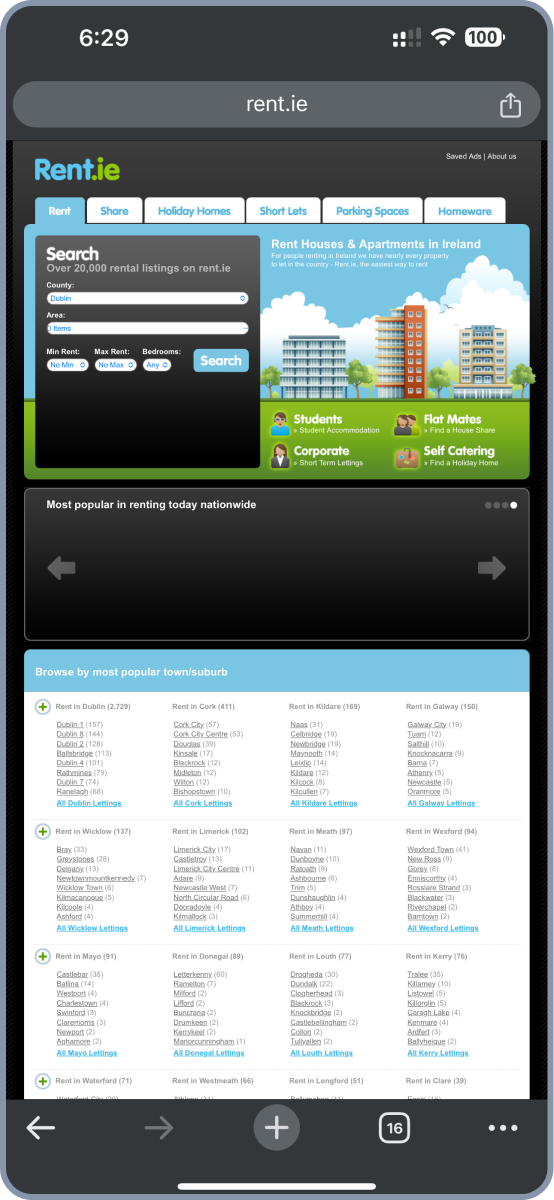 6:29
100
rent.ie
Saved Ads | About us
Rent.ie
Rent
Share
Holiday Homes
Short Lets
Parking Spaces
Homeware
Search
Over 20,000 rental listings on rent.ie
County:
Dublin
Area:
0 Items
Min Rent: Max Rent: Bedrooms:
No Min No Max Any Search
Rent Houses & Apartments in Ireland
For people renting in Ireland we have nearly every property
to let in the country - Rent.ie, the easiest way to rent
Students
» Student Accommodation
Flat Mates
» Find a House Share
Corporate
» Short Term Lettings
Self Catering
» Find a Holiday Home
Most popular in renting today nationwide
Browse by most popular town/suburb
Rent in Dublin (2,729)
Dublin 1 (157)
Dublin 8 (144)
Dublin 2 (128)
Ballsbridge (113)
Dublin 4 (101)
Rathmines (79)
Dublin 7 (74)
Ranelagh (68)
All Dublin Lettings
Rent in Cork (411)
Cork City (57)
Cork City Centre (53)
Douglas (39)
Kinsale (17)
Blackrock (12)
Midleton (12)
Wilton (12)
Bishopstown (10)
All Cork Lettings
Rent in Kildare (169)
Naas (31)
Celbridge (19)
Newbridge (19)
Maynooth (14)
Leixlip (14)
Kildare (12)
Kilcock (8)
Kilcullen (7)
All Kildare Lettings
Rent in Galway (150)
Galway City (19)
Tuam (12)
Salthill (10)
Knocknacarra (9)
Barna (7)
Athenry (5)
Newcastle (5)
Oranmore (5)
All Galway Lettings
Rent in Wicklow (137)
Bray (33)
Greystones (28)
Delgany (13)
Newtownmountkennedy (7)
Wicklow Town (6)
Kilmacanogue (5)
Kilcoole (4)
Ashford (4)
All Wicklow Lettings
Rent in Limerick (102)
Limerick City (17)
Castletroy (13)
Limerick City Centre (11)
Adare (9)
Newcastle West (7)
North Circular Road (6)
Dooradoyle (4)
Kilmallock (3)
All Limerick Lettings
Rent in Meath (97)
Navan (11)
Dunboyne (10)
Ratoath (9)
Ashbourne (6)
Trim (5)
Dunshaughlin (4)
Athboy (4)
Summerhill (4)
All Meath Lettings
Rent in Wexford (94)
Wexford Town (41)
New Ross (9)
Gorey (8)
Enniscorthy (4)
Rosslare Strand (3)
Blackwater (3)
Riverchapel (2)
Barntown (2)
All Wexford Lettings
Rent in Mayo (91)
Castlebar (38)
Ballina (14)
Westport (4)
Charlestown (4)
Swinford (3)
Claremorris (3)
Newport (2)
Aghamore (2)
All Mayo Lettings
Rent in Donegal (89)
Letterkenny (60)
Ramelton (7)
Milford (2)
Lifford (2)
Buncrana (2)
Drumkeen (2)
Kerrykeel (2)
Manorcunningham (1)
All Donegal Lettings
Rent in Louth (77)
Drogheda (30)
Dundalk (22)
Clogherhead (3)
Blackrock (3)
Knockbridge (2)
Castlebellingham (2)
Collon (2)
Tullyallen (2)
All Louth Lettings
Rent in Kerry (76)
Tralee (35)
Killarney (10)
Listowel (5)
Killorglin (5)
Caragh Lake (4)
Kenmare (4)
Ardfert (3)
Ballyheigue (2)
All Kerry Lettings
Rent in Waterford (71)
Rent in Westmeath (66)
Rent in Longford (51)
Rent in Clare (39)
16